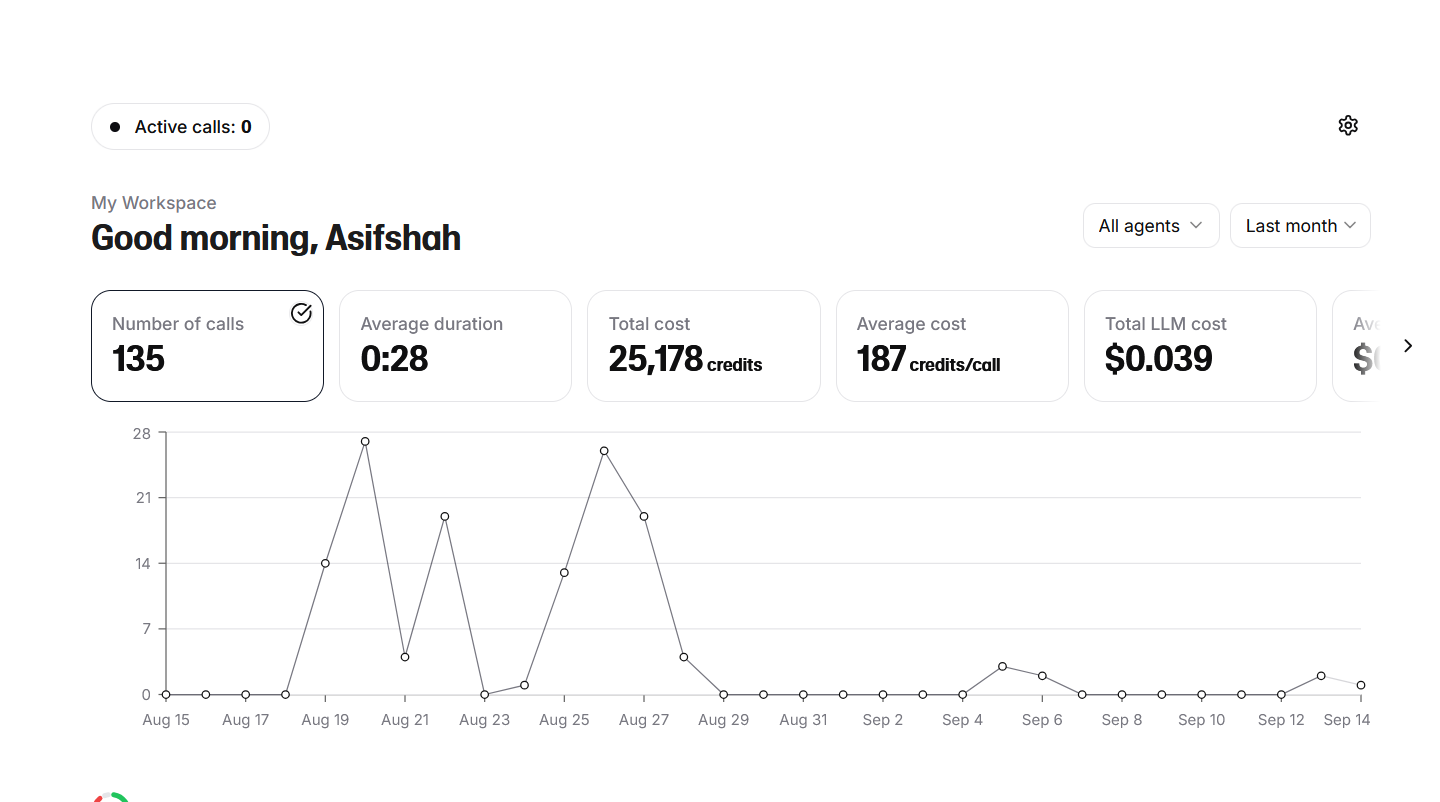 Active calls: 0
My Workspace
Good morning, Asifshah
All agents
Last month
Number of calls
135
Average duration
0:28
Total cost
25,178 credits
Average cost
187 credits/call
Total LLM cost
$0.039
28
21
14
7
0
Aug 15 Aug 17 Aug 19 Aug 21 Aug 23 Aug 25 Aug 27 Aug 29 Aug 31 Sep 2 Sep 4 Sep 6 Sep 8 Sep 10 Sep 12 Sep 14